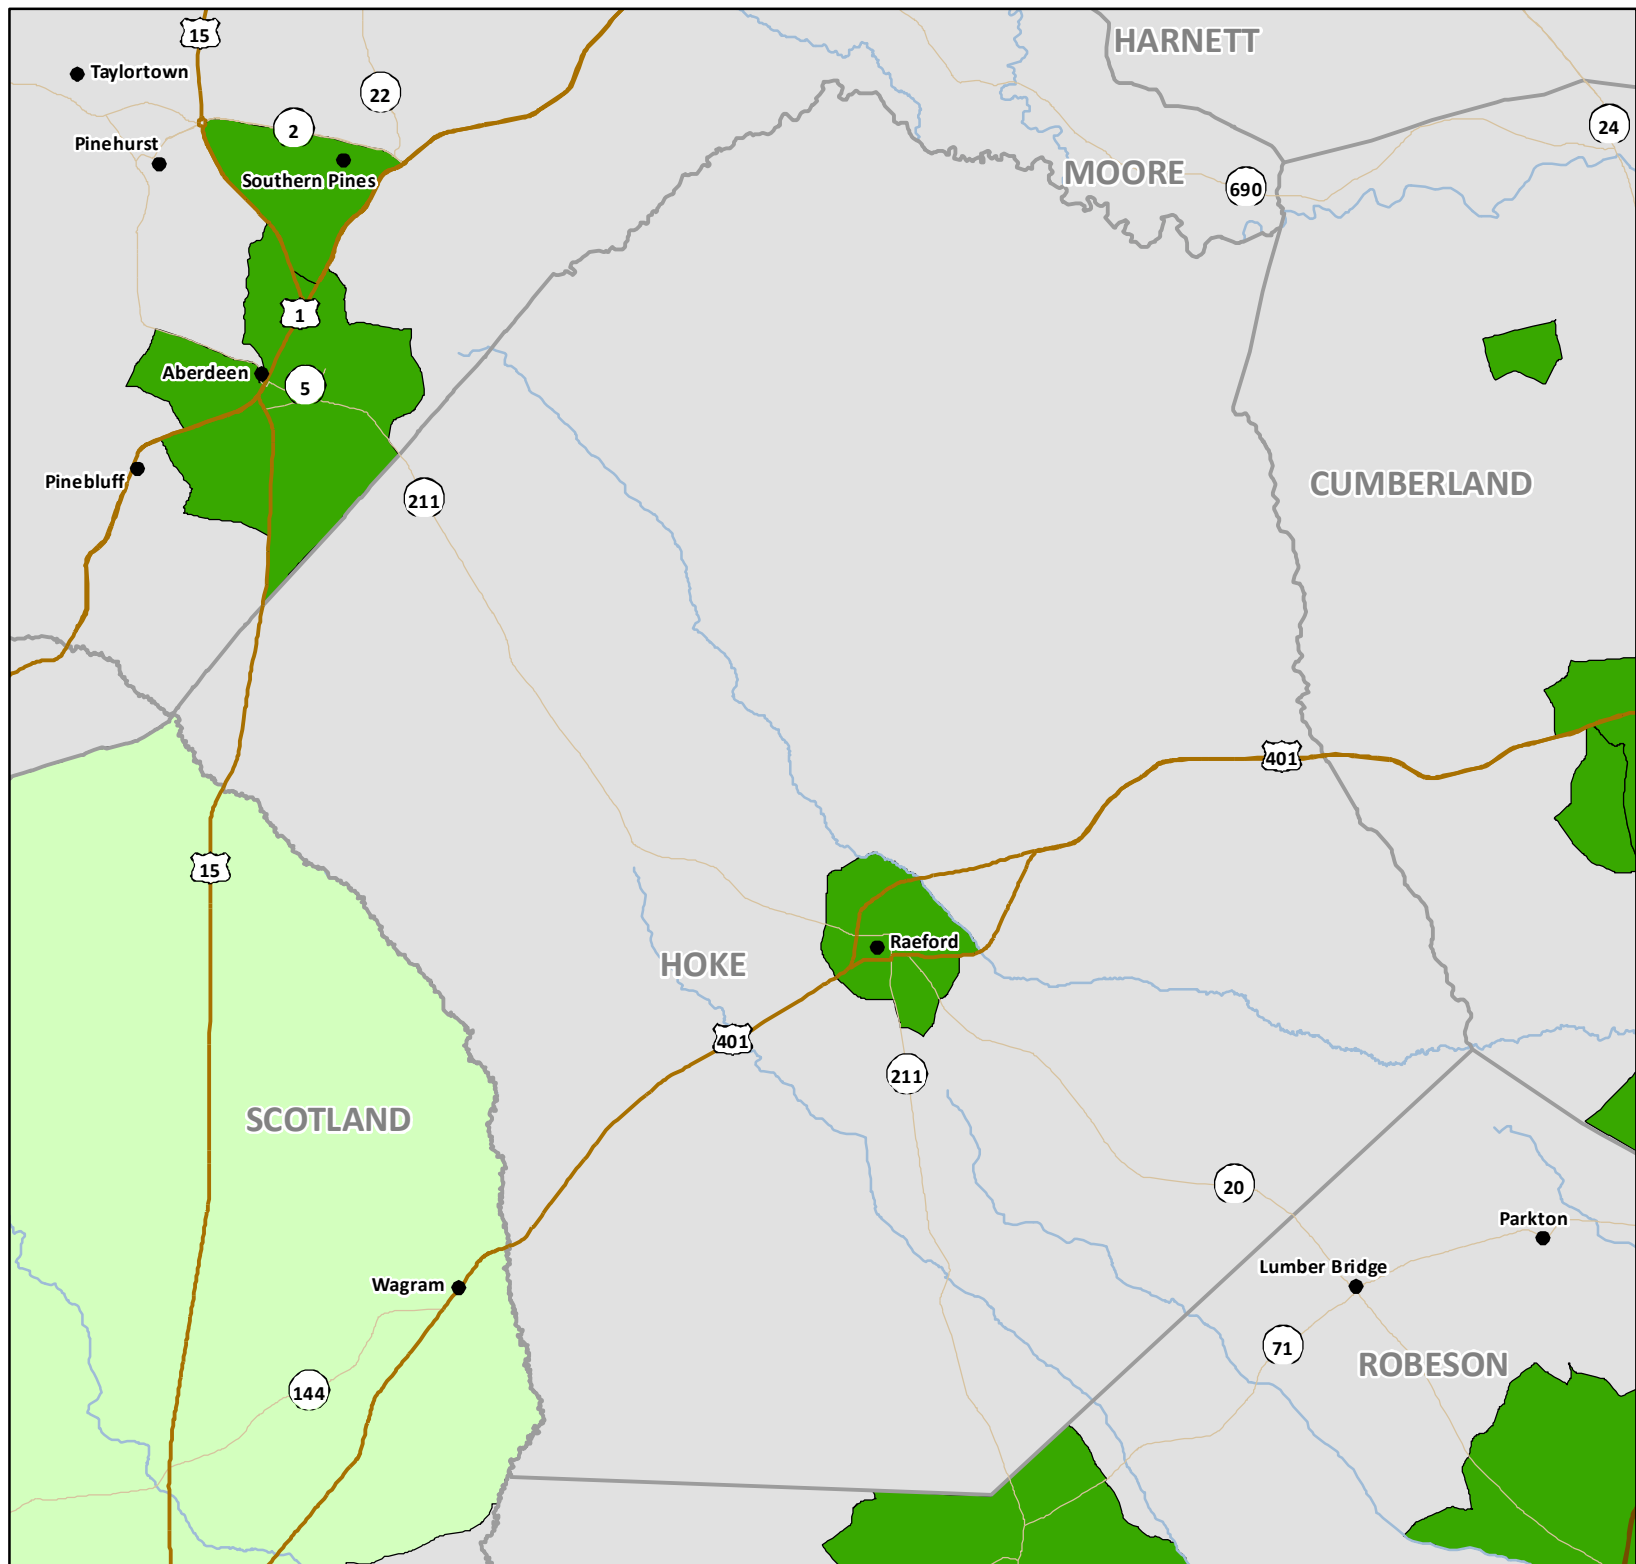 15
HARNETT
Taylortown
22
2
24
Pinehurst
Southern Pines
MOORE
690
1
Aberdeen
5
Pinebluff
211
CUMBERLAND
401
15
Raeford
HOKE
401
211
SCOTLAND
20
Parkton
Lumber Bridge
Wagram
71
ROBESON
144